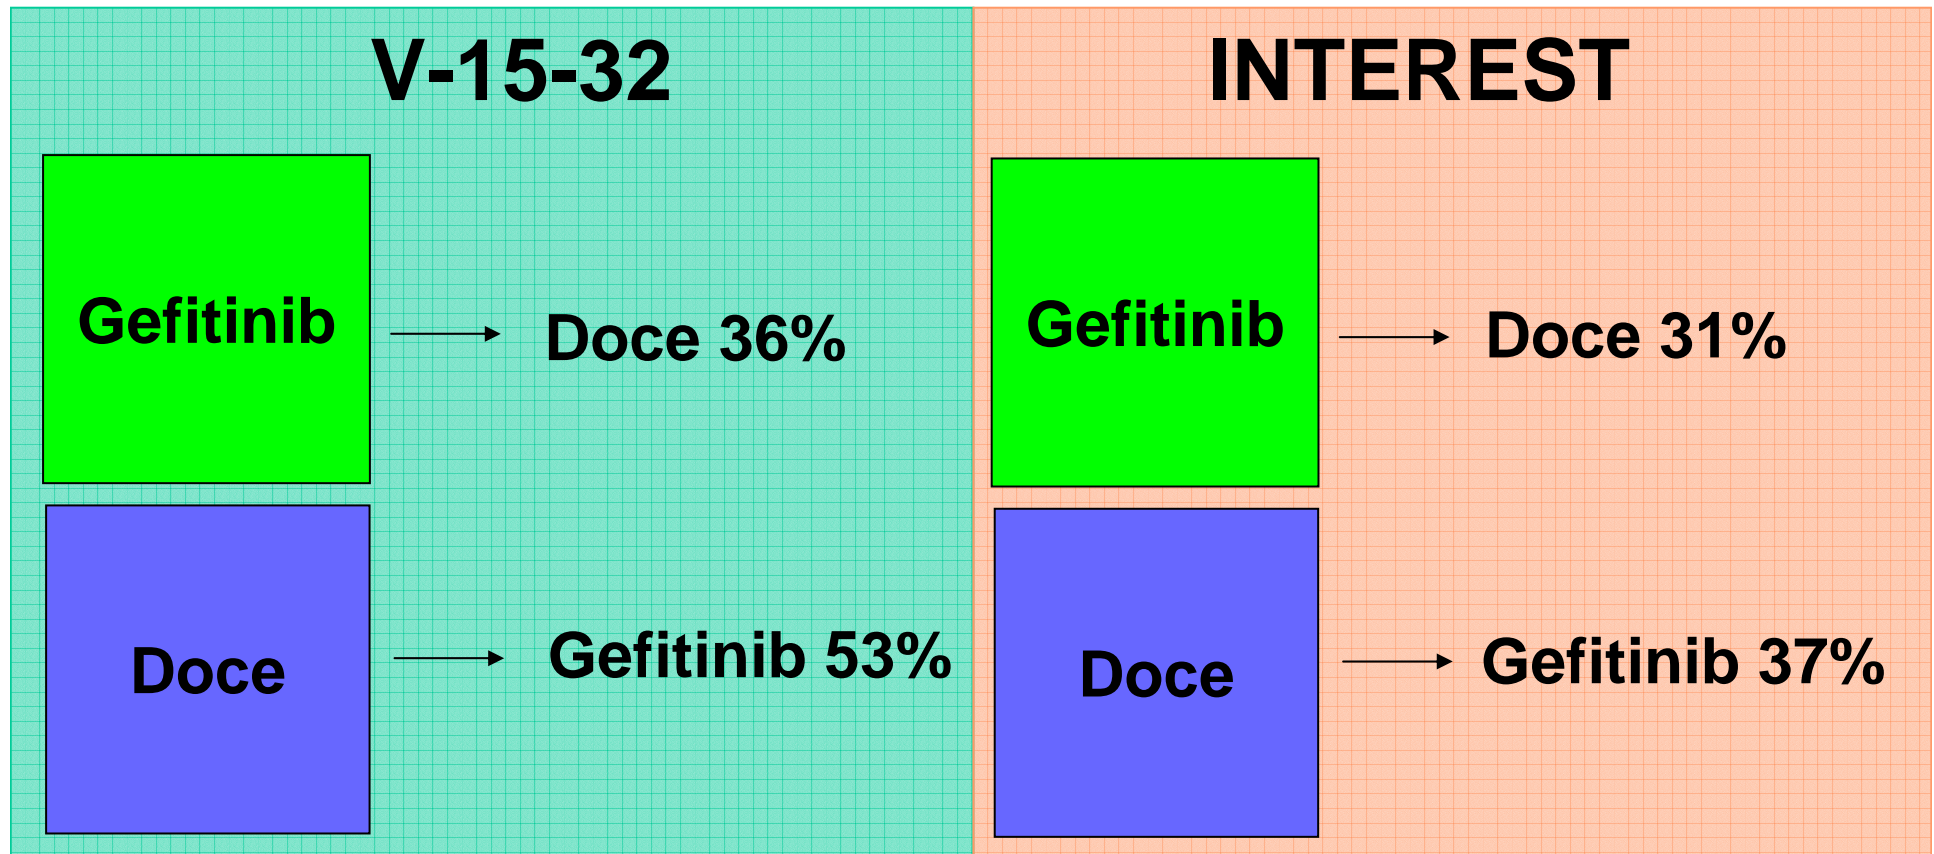 V-15-32
Gefitinib
Doce 36%
Doce
Gefitinib 53%
INTEREST
Gefitinib
Doce 31%
Doce
Gefitinib 37%